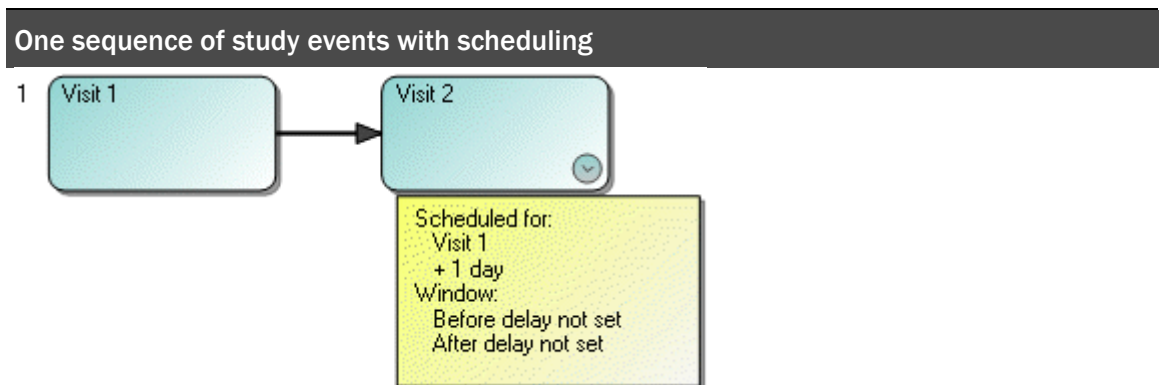 One sequence of study events with scheduling
1 Visit 1 Visit 2
Scheduled for:
Visit 1
+ 1 day
Window:
Before delay not set
After delay not set